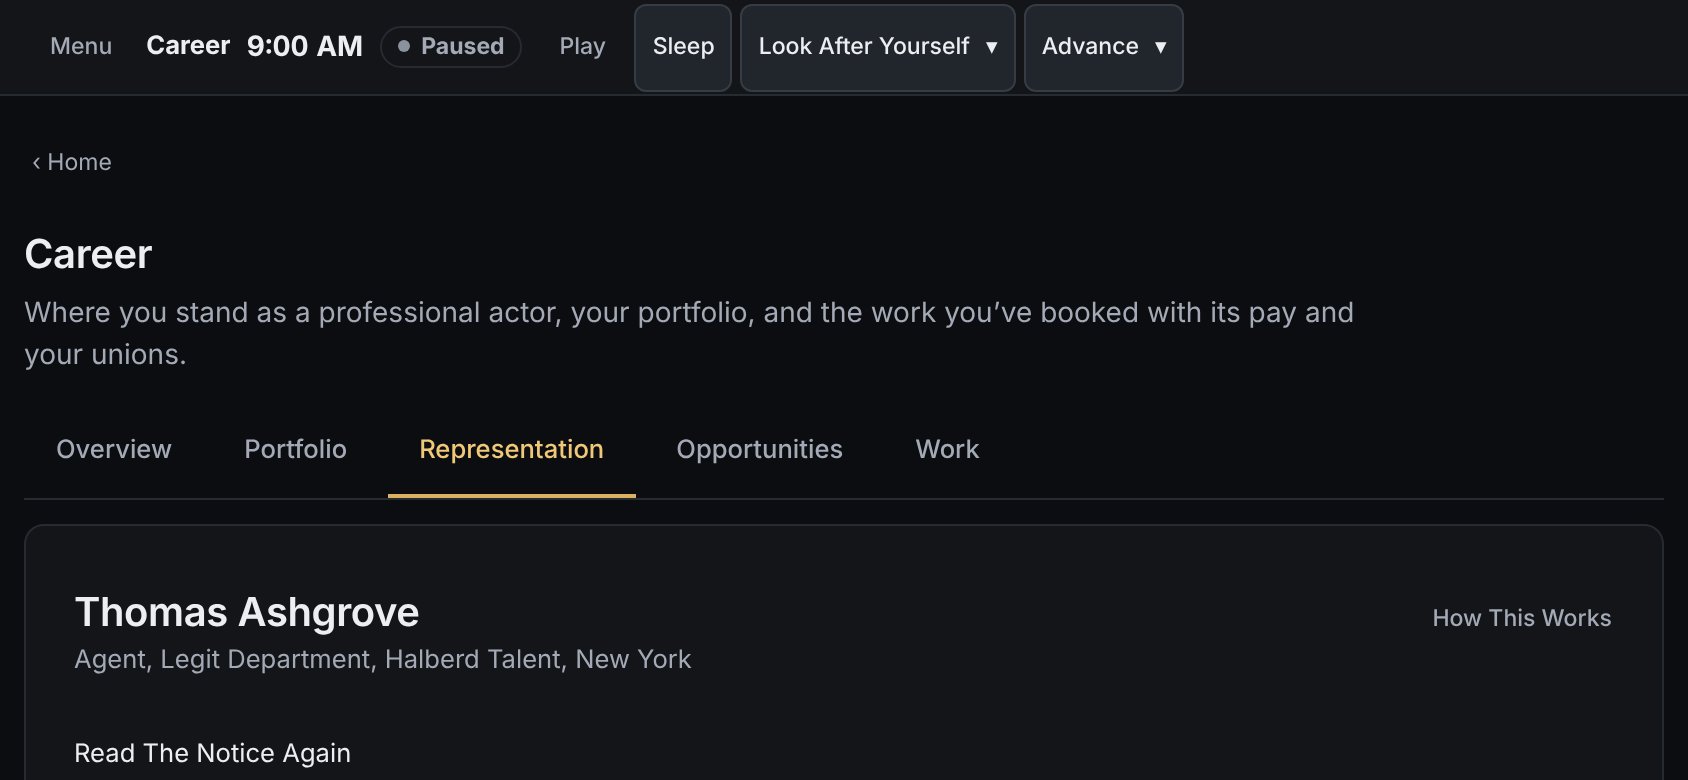 Menu Career 9:00 AM Paused Play Sleep Look After Yourself ▾ Advance ▾
‹ Home
Career
Where you stand as a professional actor, your portfolio, and the work you’ve booked with its pay and
your unions.
Overview Portfolio Representation Opportunities Work
Thomas Ashgrove
How This Works
Agent, Legit Department, Halberd Talent, New York
Read The Notice Again